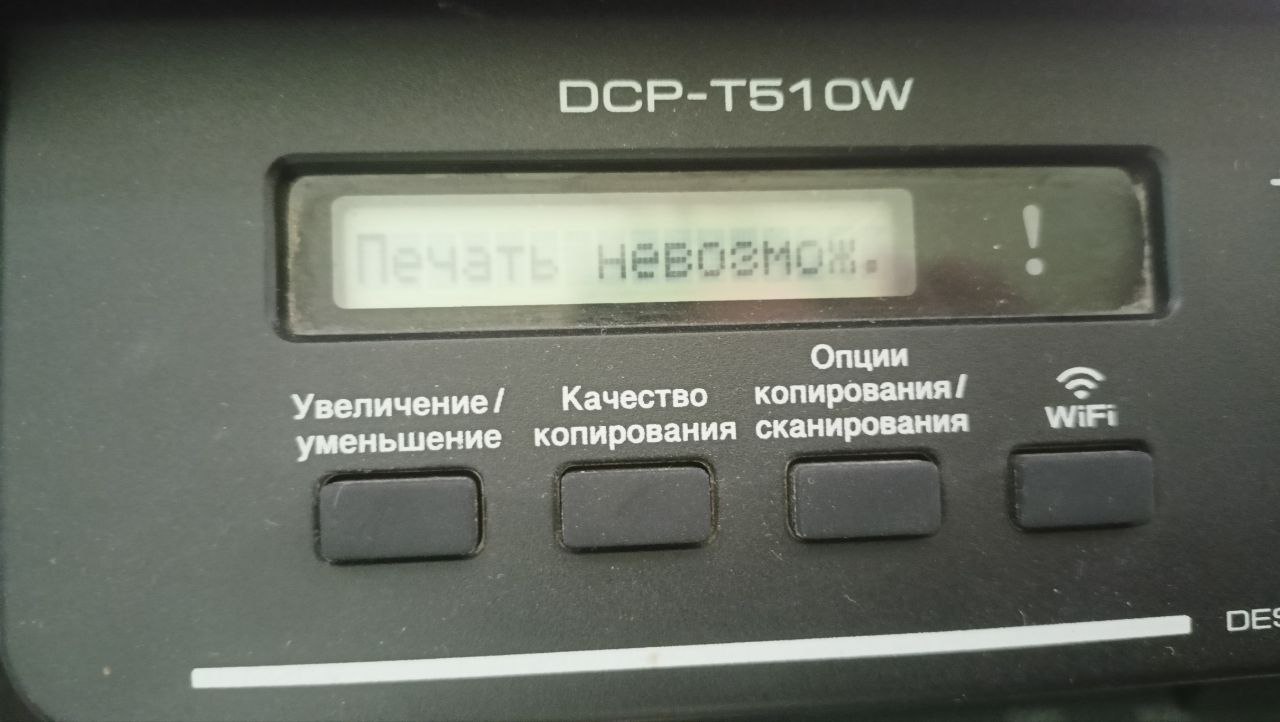 DCP-T510W
Печать невозмож.
!
Увеличение/
уменьшение
Качество
копирования
Опции
копирования/
сканирования
WiFi